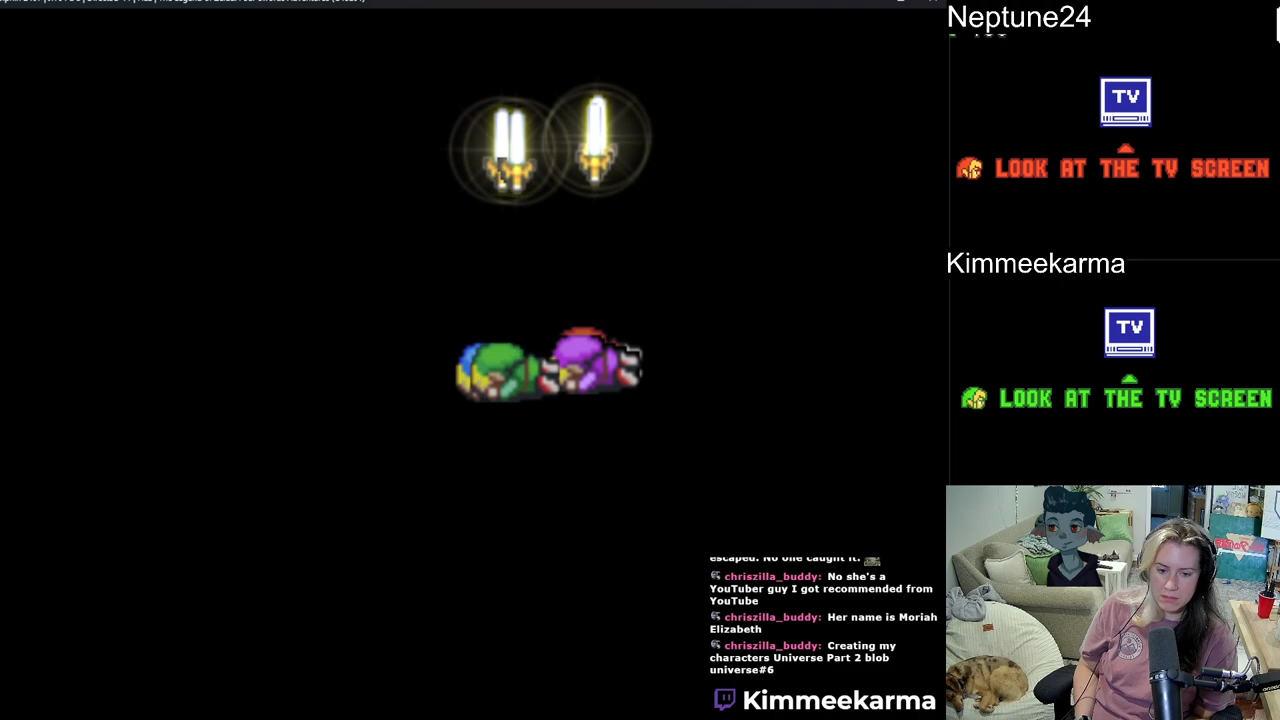 Neptune24
TV
LOOK AT THE TV SCREEN
Kimmeekarma
TV
LOOK AT THE TV SCREEN
escaped. No one caught it.
chriszilla_buddy: No she's a
YouTuber guy I got recommended from
YouTube
chriszilla_buddy: Her name is Moriah
Elizabeth
chriszilla_buddy: Creating my
characters Universe Part 2 blob
universe#6
Kimmeekarma